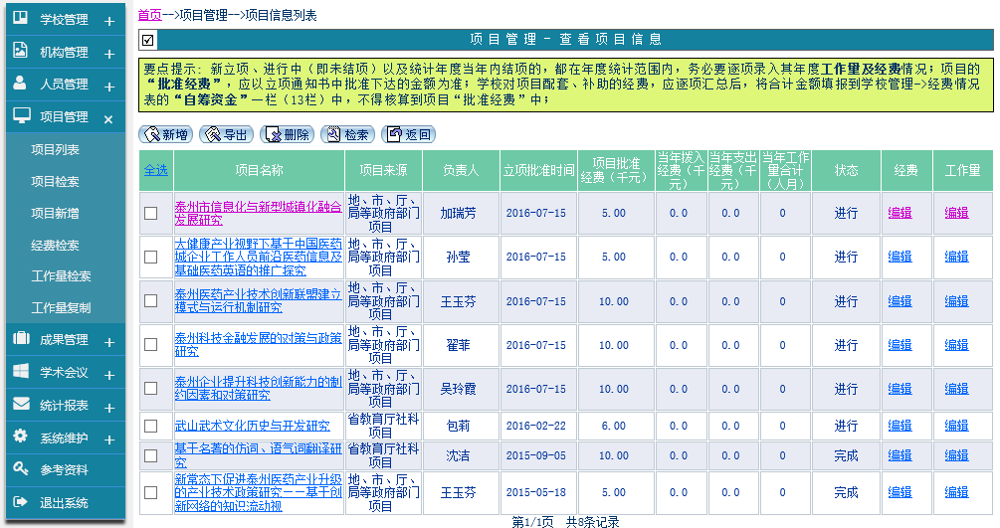 学校管理 +
机构管理 +
人员管理 +
项目管理 ×
项目列表
项目检索
项目新增
经费检索
工作量检索
工作量复制
成果管理 +
学术会议 +
统计报表 +
系统维护 +
参考资料
退出系统
首页-->项目管理-->项目信息列表
项目管理-查看项目信息
要点提示: 新立项、进行中（即未结项）以及统计年度当年内结项的，都在年度统计范围内，务必要逐项录入其年度工作量及经费情况；项目的
“批准经费”，应以立项通知书中批准下达的金额为准；学校对项目配套、补助的经费，应逐项汇总后，将合计金额填报到学校管理->经费情况
表的“自筹资金”一栏（13栏）中，不得核算到项目“批准经费”中；
新增 导出 删除 检索 返回
全选 项目名称 项目来源 负责人 立项批准时间 项目批准经费（千元） 当年拨入经费（千元） 当年支出经费（千元） 当年工作量合计（人月） 状态 经费 工作量
泰州市信息化与新型城镇化融合发展研究 地、市、厅、局等政府部门项目 加瑞芳 2016-07-15 5.00 0.0 0.0 0 进行 编辑 编辑
大健康产业视野下基于中国医药城企业工作人员前沿医药信息及基础医药英语的推广探究 地、市、厅、局等政府部门项目 孙莹 2016-07-15 5.00 0.0 0.0 0 进行 编辑 编辑
泰州医药产业技术创新联盟建立模式与运行机制研究 地、市、厅、局等政府部门项目 王玉芬 2016-07-15 10.00 0.0 0.0 0 进行 编辑 编辑
泰州科技金融发展的对策与政策研究 地、市、厅、局等政府部门项目 翟菲 2016-07-15 10.00 0.0 0.0 0 进行 编辑 编辑
泰州企业提升科技创新能力的制约因素和对策研究 地、市、厅、局等政府部门项目 吴玲霞 2016-07-15 10.00 0.0 0.0 0 进行 编辑 编辑
武山武术文化历史与开发研究 省教育厅社科项目 包莉 2016-02-22 6.00 0.0 0.0 0 进行 编辑 编辑
基于名著的仿词、语气词翻译研究 省教育厅社科项目 沈洁 2015-09-05 10.00 0.0 0.0 0 完成 编辑 编辑
新常态下促进泰州医药产业升级的产业技术政策研究——基于创新网络的知识流动视 地、市、厅、局等政府部门项目 王玉芬 2015-05-18 5.00 0.0 0.0 0 完成 编辑 编辑
第1/1页 共8条记录